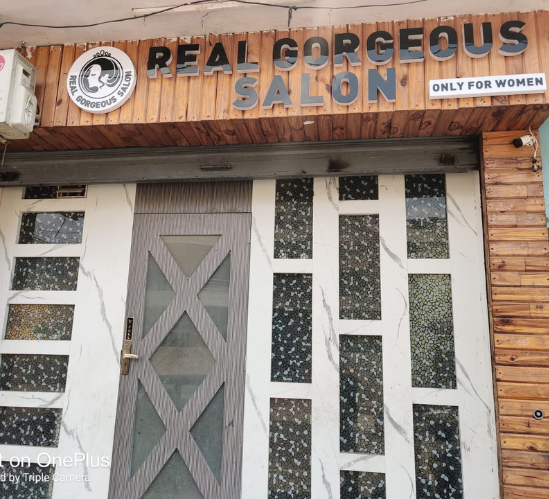 REAL GORGEOUS
SALON
ONLY FOR WOMEN
REAL GORGEOUS SALON
t on OnePlus
d by Triple Camera